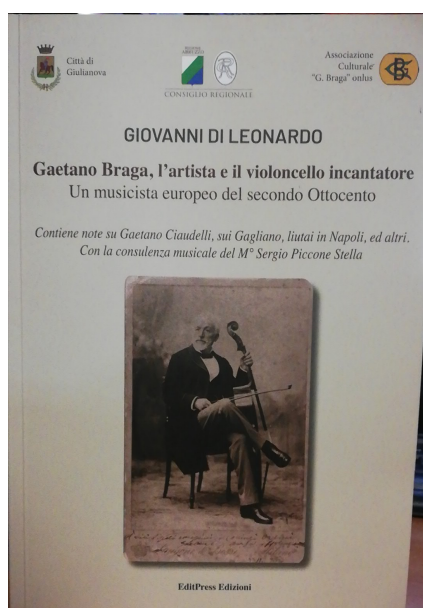 Città di
Giulianova
CONSIGLIO REGIONALE
Associazione
Culturale
"G. Braga" onlus
GIOVANNI DI LEONARDO
Gaetano Braga, l'artista e il violoncello incantatore
Un musicista europeo del secondo Ottocento
Contiene note su Gaetano Ciaudelli, sui Gagliano, liutai in Napoli, ed altri.
Con la consulenza musicale del M° Sergio Piccone Stella
EditPress Edizioni